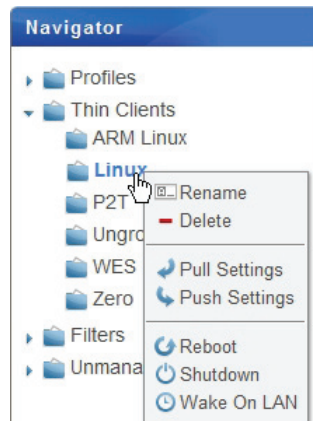 Navigator
Profiles
Thin Clients
ARM Linux
Linux
P2T
Ungro
WES
Zero
Filters
Unmana
Rename
Delete
Pull Settings
Push Settings
Reboot
Shutdown
Wake On LAN